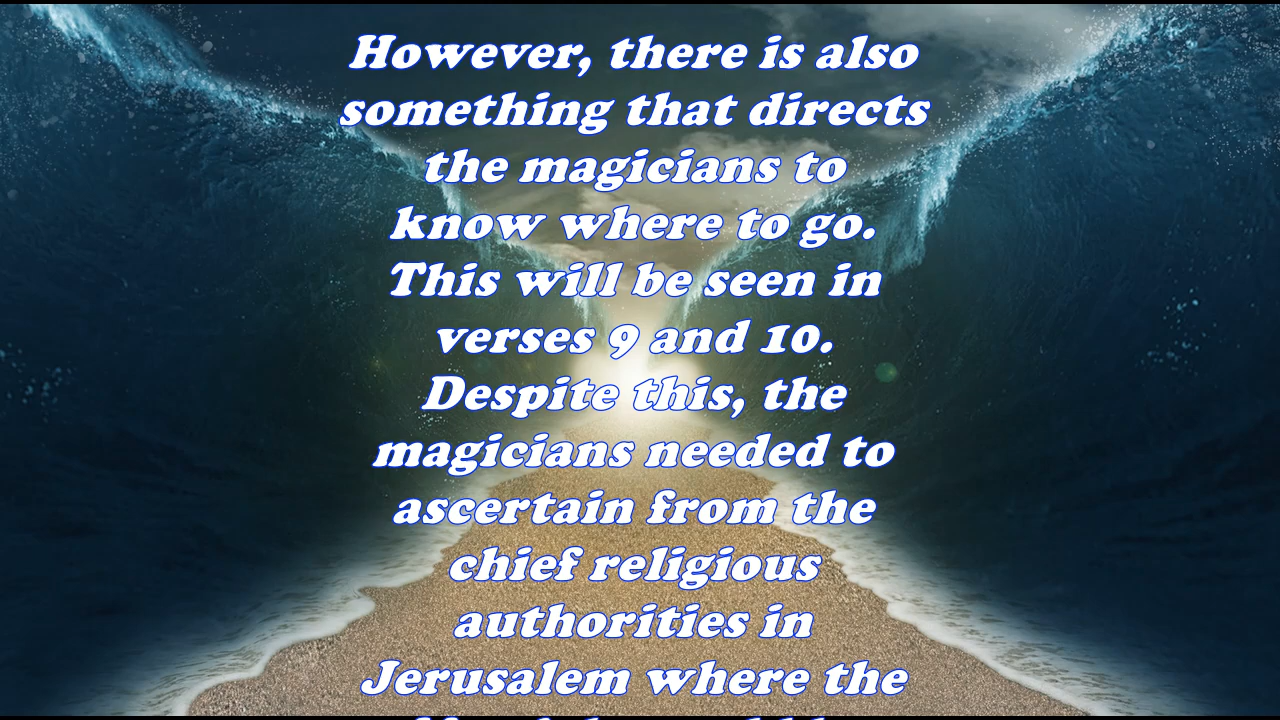 However, there is also
something that directs
the magicians to
know where to go.
This will be seen in
verses 9 and 10.
Despite this, the
magicians needed to
ascertain from the
chief religious
authorities in
Jerusalem where the